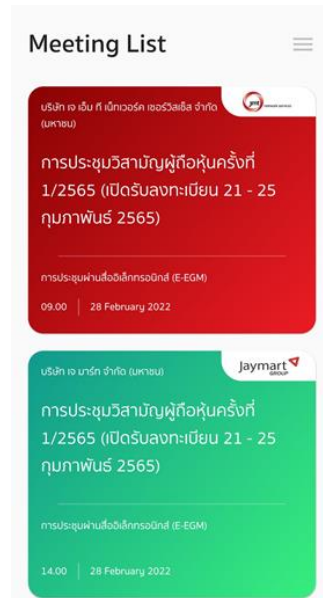 Meeting List
บริษัท เจ เอ็ม ที เน็ทเวอร์ค เซอร์วิสเซ็ส จำกัด
(มหาชน)
jmt
การประชุมวิสามัญผู้ถือหุ้นครั้งที่
1/2565 (เปิดรับลงทะเบียน 21 - 25
กุมภาพันธ์ 2565)
การประชุมผ่านสื่ออิเล็กทรอนิกส์ (E-EGM)
09.00 28 February 2022
บริษัท เจ มาร์ท จำกัด (มหาชน)
Jaymart
GROUP
การประชุมวิสามัญผู้ถือหุ้นครั้งที่
1/2565 (เปิดรับลงทะเบียน 21 - 25
กุมภาพันธ์ 2565)
การประชุมผ่านสื่ออิเล็กทรอนิกส์ (E-EGM)
14.00 28 February 2022